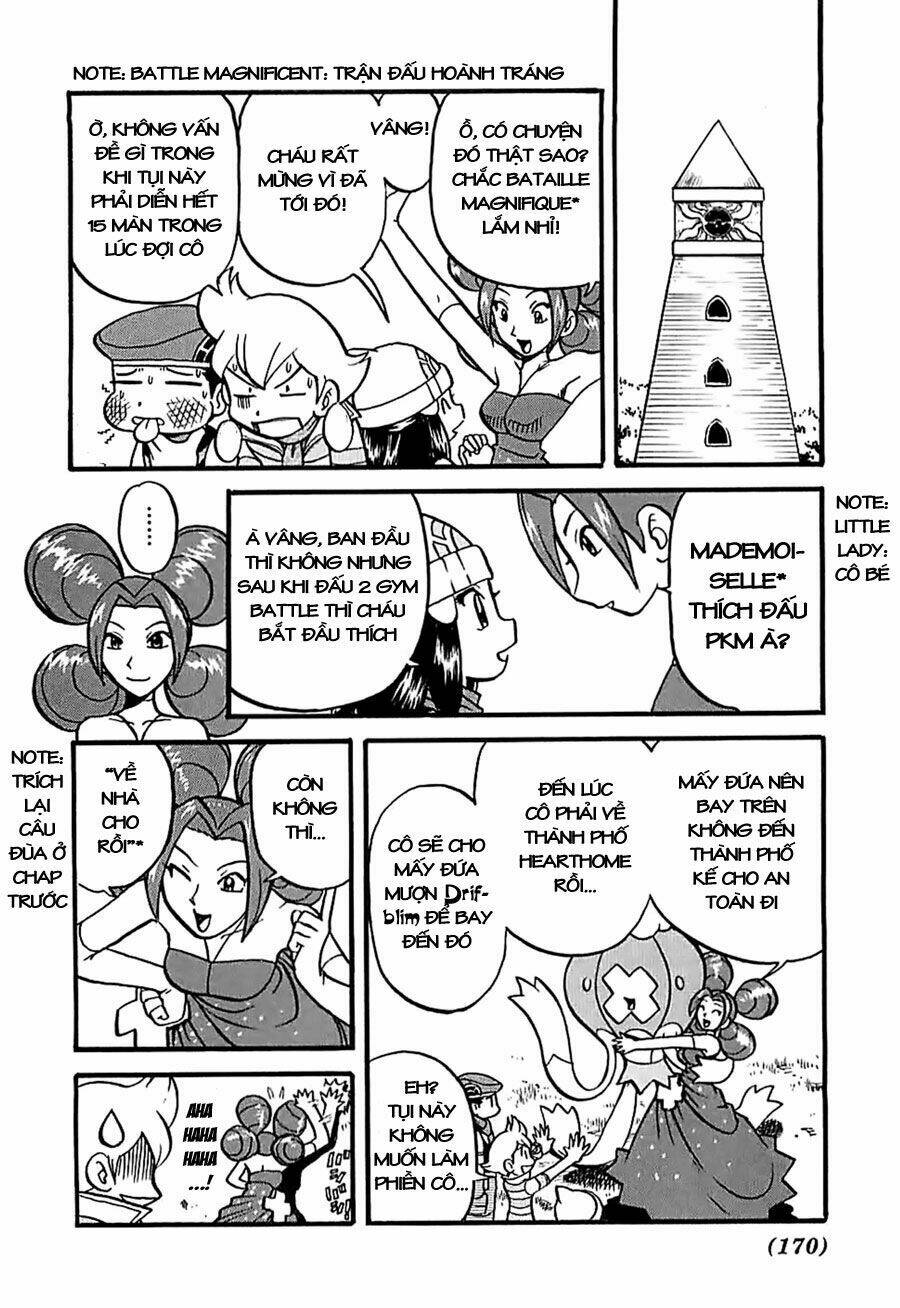 NOTE: BATTLE MAGNIFICENT: TRẬN ĐẤU HOÀNH TRÁNG
Ồ, CÓ CHUYỆN
ĐÓ THẬT SAO?
CHẮC BATAILLE
MAGNIFIQUE*
LẮM NHỈ!
VÂNG!
CHÁU RẤT
MỪNG VÌ ĐÃ
TỚI ĐÓ!
Ờ, KHÔNG VẤN
ĐỀ GÌ TRONG
KHI TỤI NÀY
PHẢI DIỄN HẾT
15 MÀN TRONG
LÚC ĐỢI CÔ
NOTE:
LITTLE
LADY:
CÔ BÉ
MADEMOI-
SELLE*
THÍCH ĐẤU
PKM À?
À VÂNG, BAN ĐẦU
THÌ KHÔNG NHƯNG
SAU KHI ĐẤU 2 GYM
BATTLE THÌ CHÁU
BẮT ĐẦU THÍCH
......
MẤY ĐỨA NÊN
BAY TRÊN
KHÔNG ĐẾN
THÀNH PHỐ
KẾ CHO AN
TOÀN ĐI
ĐẾN LÚC
CÔ PHẢI VỀ
THÀNH PHỐ
HEARTHOME
RỒI...
CÔ SẼ CHO
MẤY ĐỨA
MƯỢN Drif-
blim ĐỂ BAY
ĐẾN ĐÓ
EH?
TỤI NÀY
KHÔNG
MUỐN LÀM
PHIỀN CÔ...
CÒN
KHÔNG
THÌ...
"VỀ
NHÀ
CHO
RỒI"*
NOTE:
TRÍCH
LẠI
CÂU
ĐÙA Ở
CHAP
TRƯỚC
AHA
HAHA
HAHA
...!
(170)